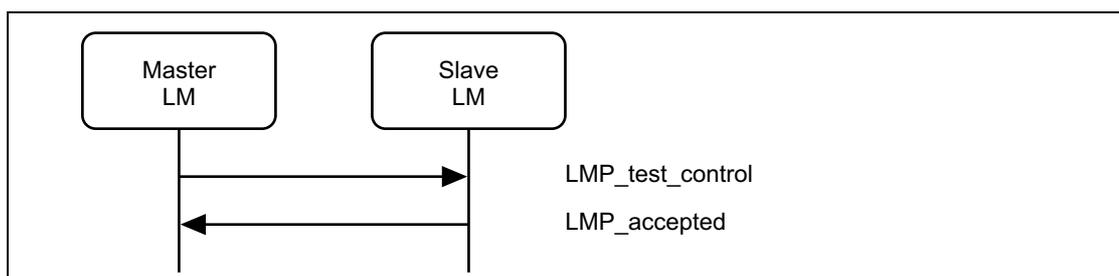 Master
LM
Slave
LM
LMP_test_control
LMP_accepted